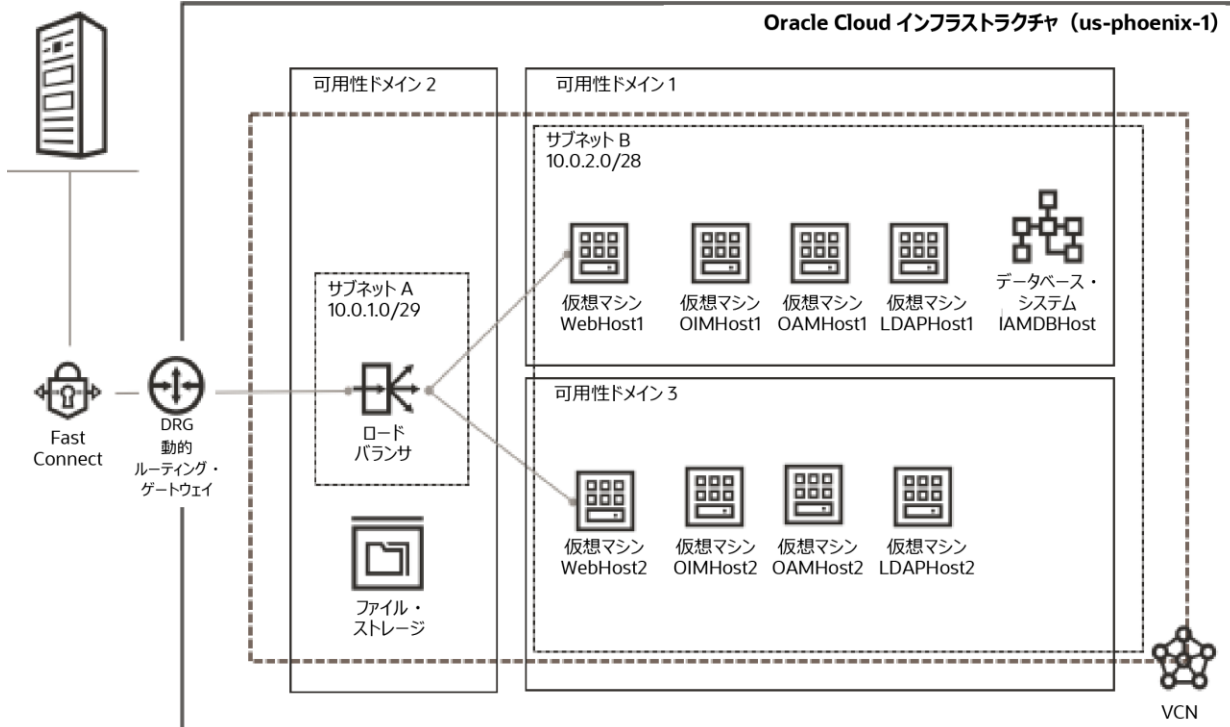 Oracle Cloud インフラストラクチャ（us-phoenix-1）
可用性ドメイン 2
可用性ドメイン 1
サブネット B
10.0.2.0/28
サブネット A
10.0.1.0/29
仮想マシン
WebHost1
仮想マシン
OIMHost1
仮想マシン
OAMHost1
仮想マシン
LDAPHost1
データベース・
システム
IAMDBHost
Fast
Connect
DRG
動的
ルーティング・
ゲートウェイ
ロード
バランサ
可用性ドメイン 3
仮想マシン
WebHost2
仮想マシン
OIMHost2
仮想マシン
OAMHost2
仮想マシン
LDAPHost2
ファイル・
ストレージ
VCN